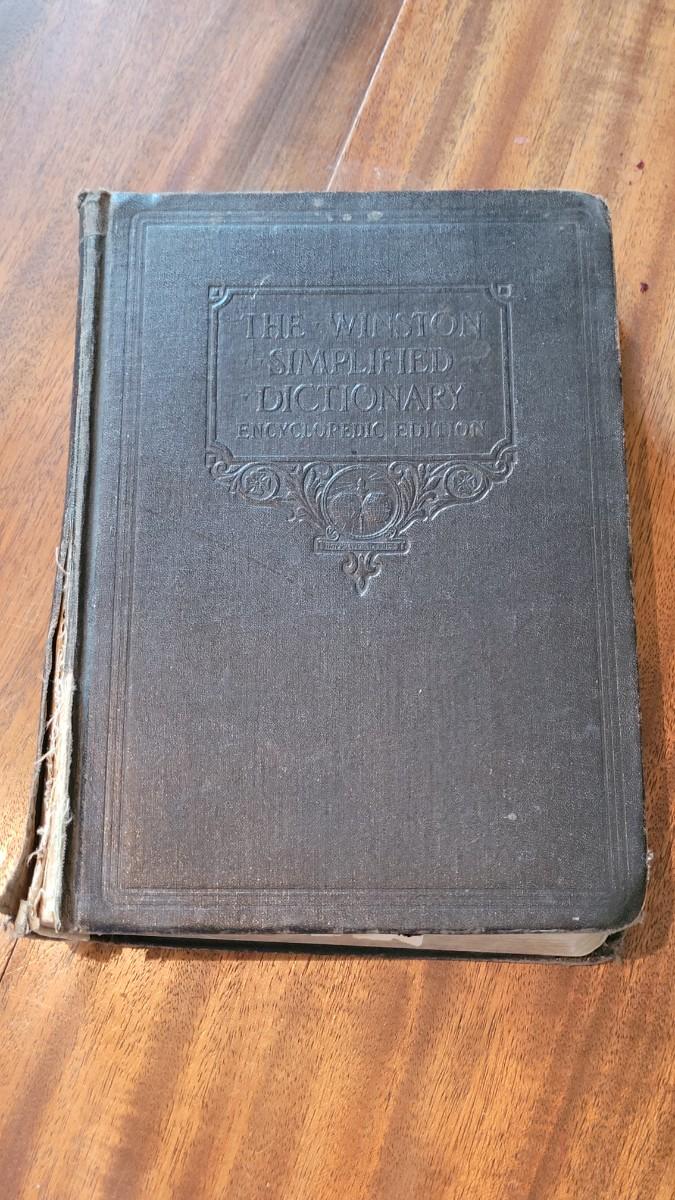 THE WINSTON
SIMPLIFIED
· DICTIONARY ·
ENCYCLOPEDIC EDITION